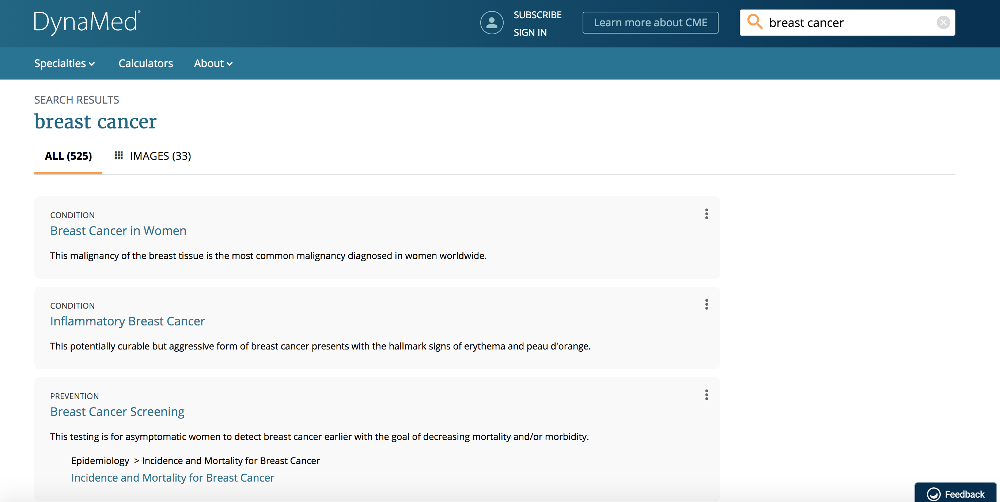 DynaMed®
SUBSCRIBE
SIGN IN
Learn more about CME
breast cancer
Specialties
Calculators
About
SEARCH RESULTS
breast cancer
ALL (525)
IMAGES (33)
CONDITION
Breast Cancer in Women
This malignancy of the breast tissue is the most common malignancy diagnosed in women worldwide.
CONDITION
Inflammatory Breast Cancer
This potentially curable but aggressive form of breast cancer presents with the hallmark signs of erythema and peau d'orange.
PREVENTION
Breast Cancer Screening
This testing is for asymptomatic women to detect breast cancer earlier with the goal of decreasing mortality and/or morbidity.
Epidemiology > Incidence and Mortality for Breast Cancer
Incidence and Mortality for Breast Cancer
Feedback